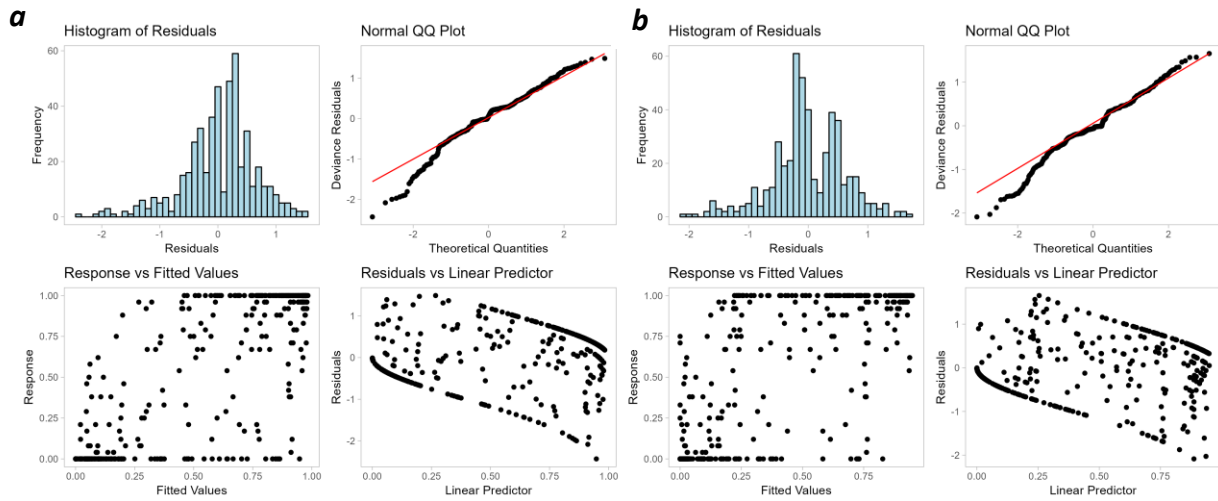 a
Histogram of Residuals
Frequency
60
40
20
0
-2
-1
0
1
Residuals
Normal QQ Plot
Deviance Residuals
1
0
-1
-2
-2
0
2
Theoretical Quantities
Response vs Fitted Values
Response
1.00
0.75
0.50
0.25
0.00
0.00
0.25
0.50
0.75
1.00
Fitted Values
Residuals vs Linear Predictor
Residuals
1
0
-1
-2
0.00
0.25
0.50
0.75
1.00
Linear Predictor
b
Histogram of Residuals
Frequency
60
40
20
0
-2
-1
0
1
Residuals
Normal QQ Plot
Deviance Residuals
1
0
-1
-2
-2
0
2
Theoretical Quantities
Response vs Fitted Values
Response
1.00
0.75
0.50
0.25
0.00
0.00
0.25
0.50
0.75
Fitted Values
Residuals vs Linear Predictor
Residuals
1
0
-1
-2
0.00
0.25
0.50
0.75
Linear Predictor